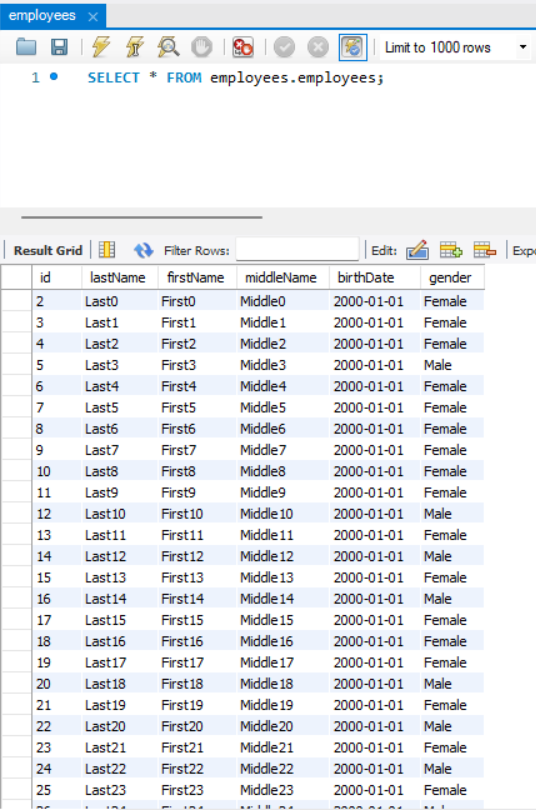 employees ×
Limit to 1000 rows
1 SELECT * FROM employees.employees;
Result Grid Filter Rows: Edit: Expo
id lastName firstName middleName birthDate gender
2 Last0 First0 Middle0 2000-01-01 Female
3 Last1 First1 Middle1 2000-01-01 Female
4 Last2 First2 Middle2 2000-01-01 Female
5 Last3 First3 Middle3 2000-01-01 Male
6 Last4 First4 Middle4 2000-01-01 Female
7 Last5 First5 Middle5 2000-01-01 Female
8 Last6 First6 Middle6 2000-01-01 Female
9 Last7 First7 Middle7 2000-01-01 Female
10 Last8 First8 Middle8 2000-01-01 Female
11 Last9 First9 Middle9 2000-01-01 Female
12 Last10 First10 Middle10 2000-01-01 Male
13 Last11 First11 Middle11 2000-01-01 Female
14 Last12 First12 Middle12 2000-01-01 Male
15 Last13 First13 Middle13 2000-01-01 Female
16 Last14 First14 Middle14 2000-01-01 Male
17 Last15 First15 Middle15 2000-01-01 Female
18 Last16 First16 Middle16 2000-01-01 Female
19 Last17 First17 Middle17 2000-01-01 Female
20 Last18 First18 Middle18 2000-01-01 Male
21 Last19 First19 Middle19 2000-01-01 Female
22 Last20 First20 Middle20 2000-01-01 Male
23 Last21 First21 Middle21 2000-01-01 Female
24 Last22 First22 Middle22 2000-01-01 Male
25 Last23 First23 Middle23 2000-01-01 Female